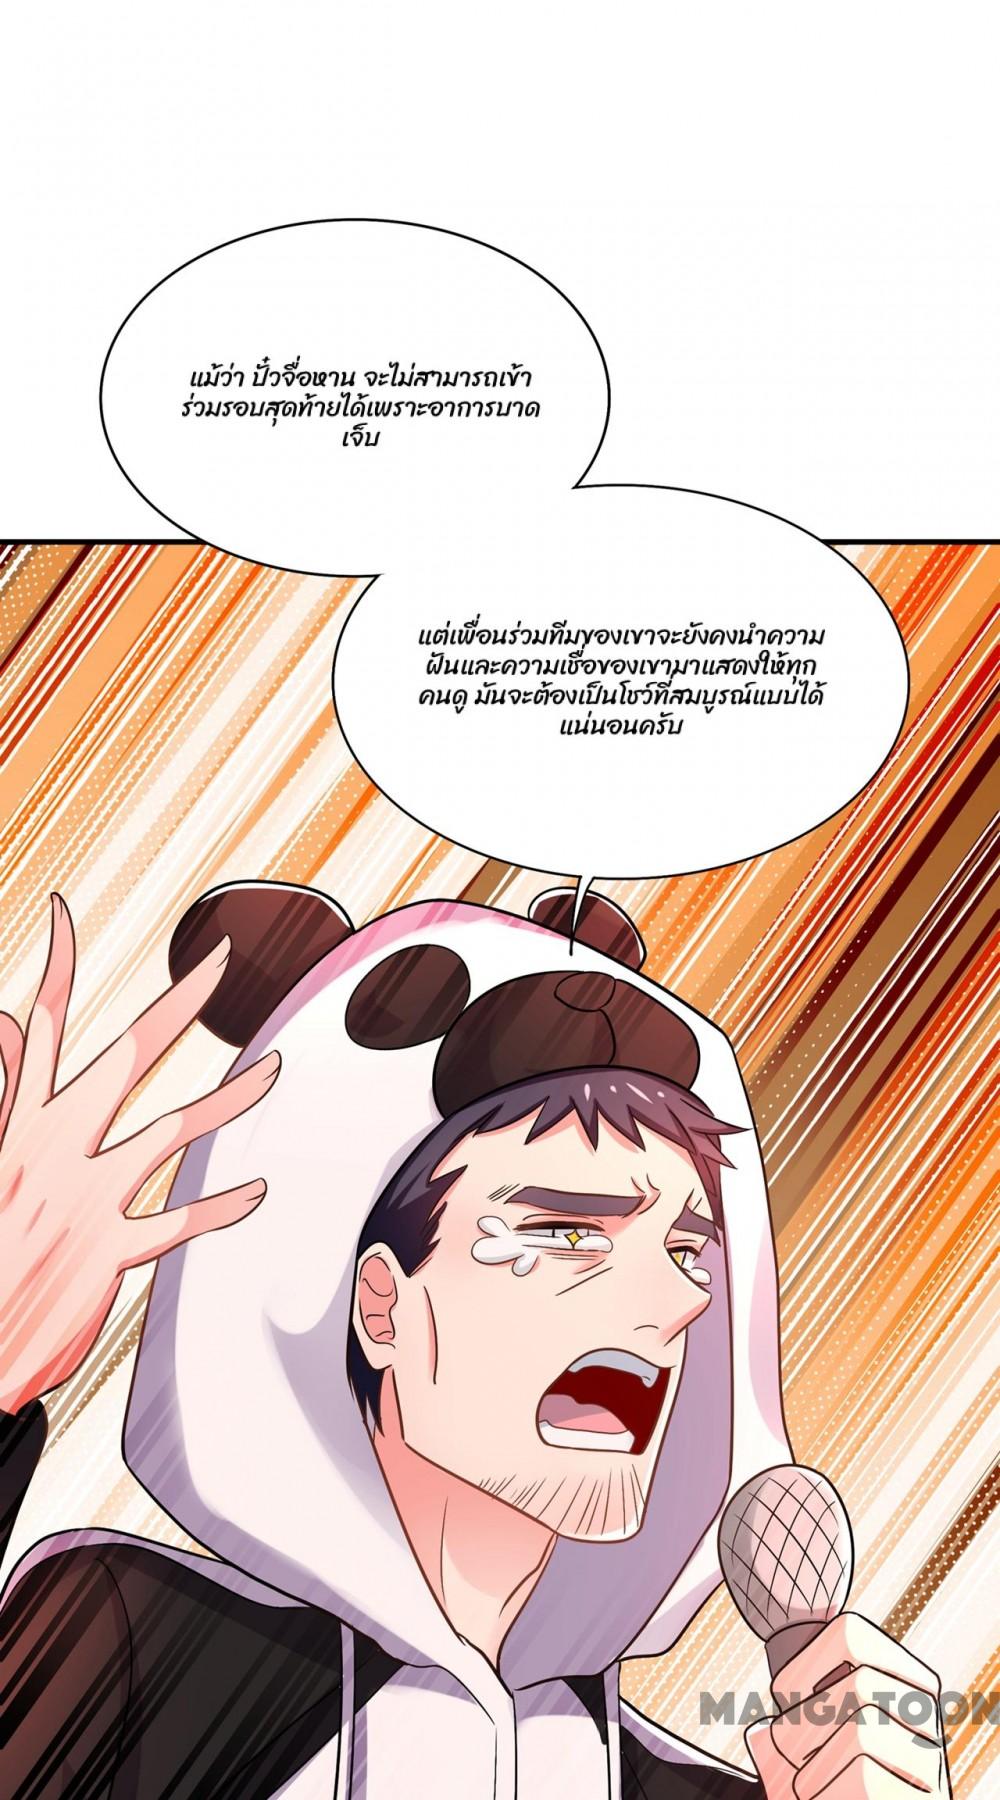 แม้ว่า ปั๋วจื่อหาน จะไม่สามารถเข้า
ร่วมรอบสุดท้ายได้เพราะอาการบาด
เจ็บ
แต่เพื่อนร่วมทีมของเขาจะยังคงนำความ
ฝันและความเชื่อของเขามาแสดงให้ทุก
คนดู มันจะต้องเป็นโชว์ที่สมบูรณ์แบบได้
แน่นอนครับ
MANGATOON